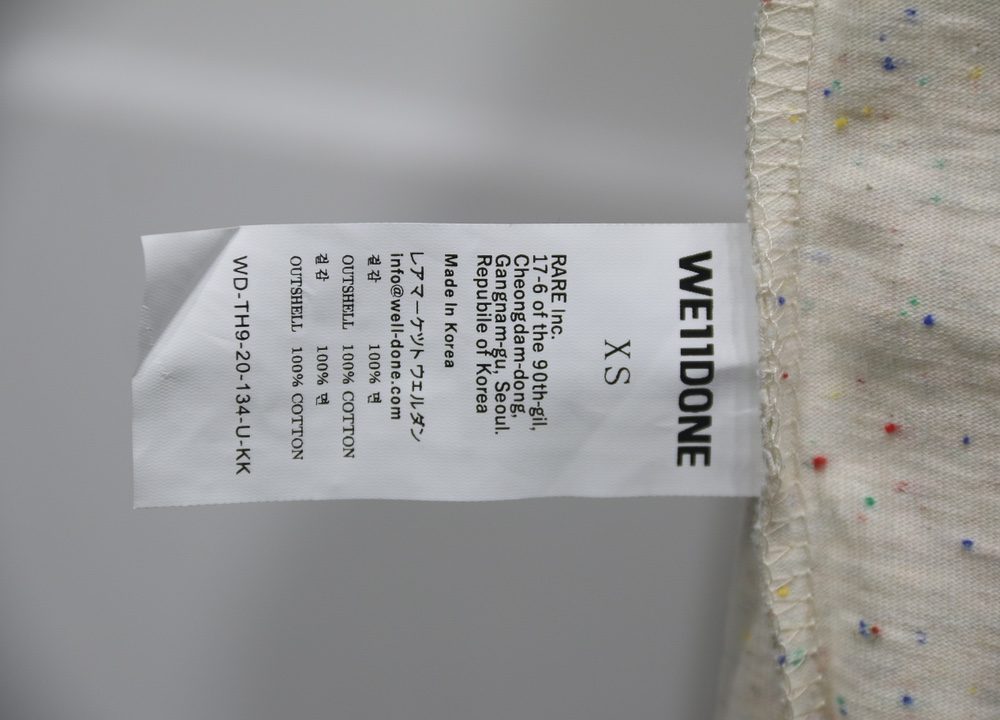 WE11DONE
XS
RARE Inc.
17-6 of the 90th-gil,
Cheongdam-dong,
Gangnam-gu, Seoul.
Republie of Korea
Made In Korea
レアマーケットウェルダン
info@well-done.com
겉감 100% 면
OUTSHELL 100% COTTON
겉감 100% 면
OUTSHELL 100% COTTON
WD-TH9-20-134-U-KK